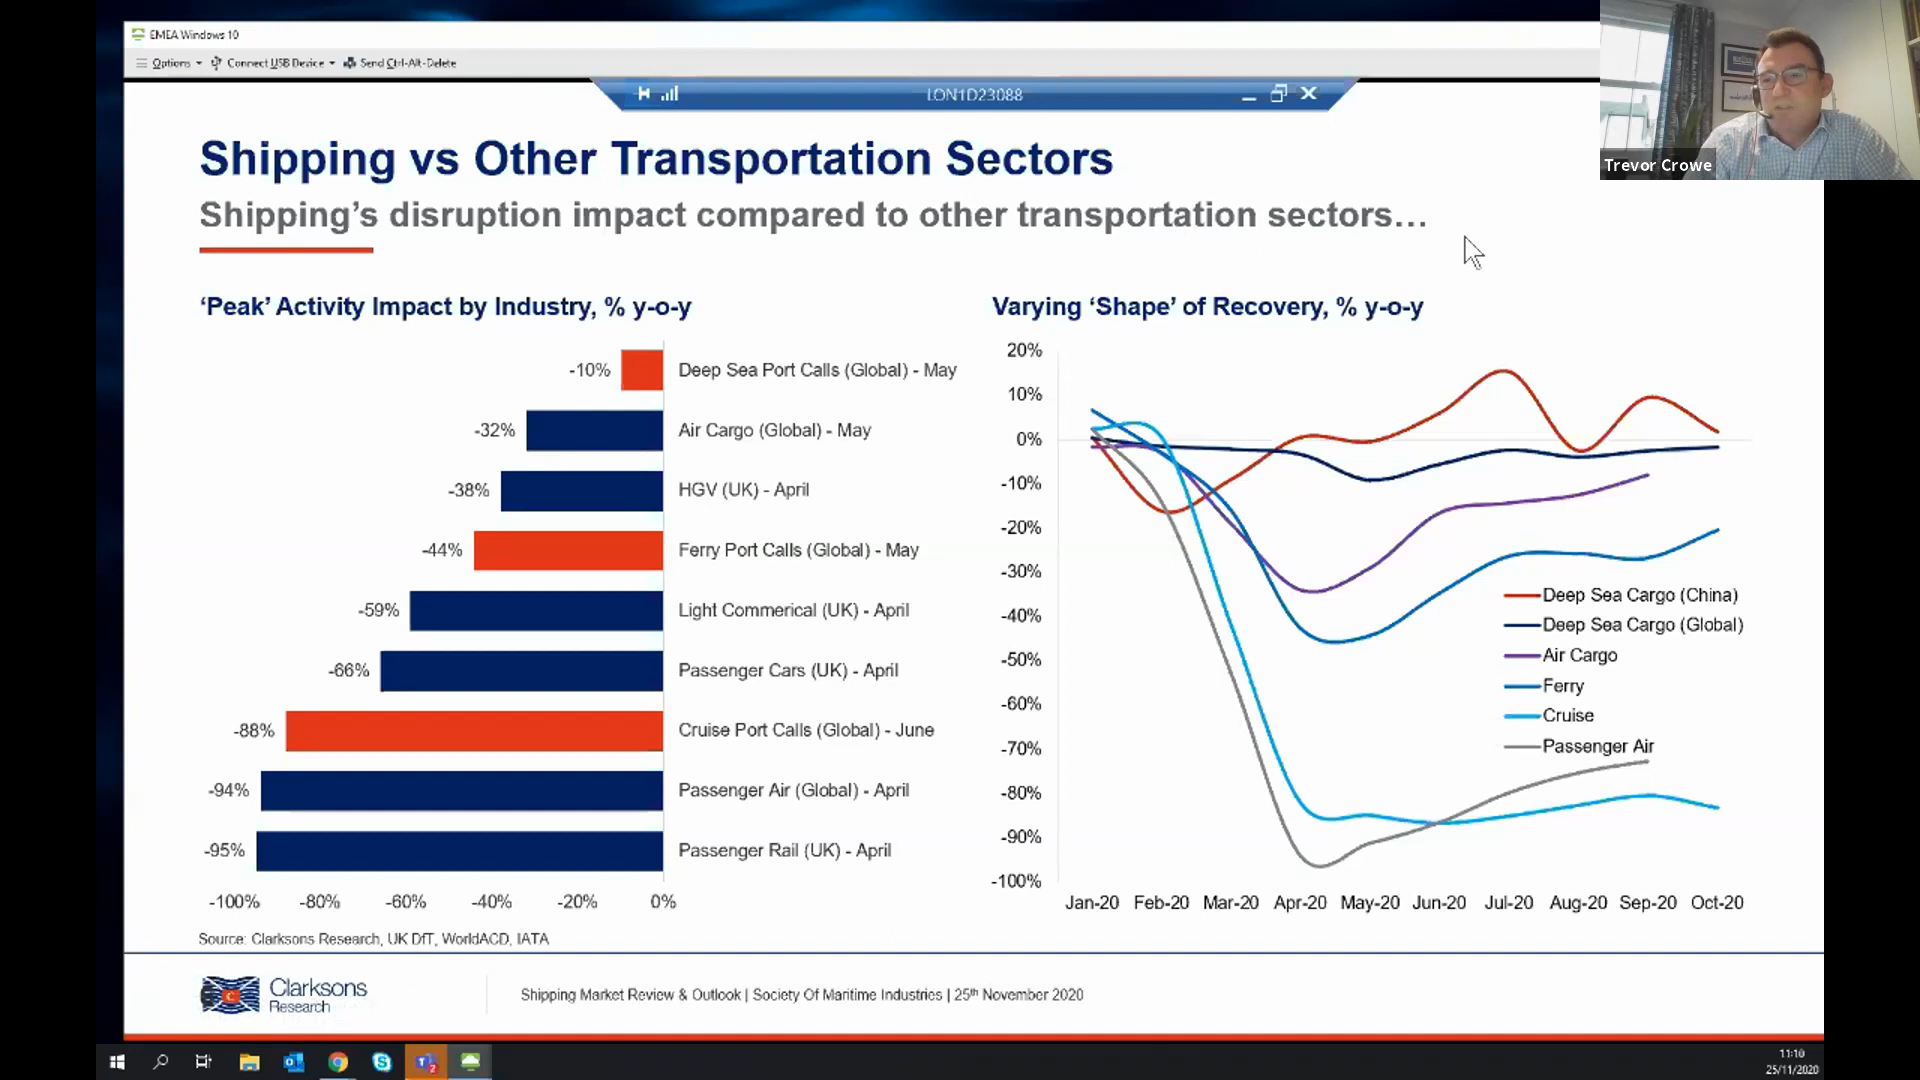 EMEA Windows 10
Options Connect USB Device Send Ctrl-Alt-Delete
LON1D23088
Trevor Crowe
Shipping vs Other Transportation Sectors
Shipping's disruption impact compared to other transportation sectors...
'Peak' Activity Impact by Industry, % y-o-y
-10% Deep Sea Port Calls (Global) - May
-32% Air Cargo (Global) - May
-38% HGV (UK) - April
-44% Ferry Port Calls (Global) - May
-59% Light Commerical (UK) - April
-66% Passenger Cars (UK) - April
-88% Cruise Port Calls (Global) - June
-94% Passenger Air (Global) - April
-95% Passenger Rail (UK) - April
-100% -80% -60% -40% -20% 0%
Varying 'Shape' of Recovery, % y-o-y
20%
10%
0%
-10%
-20%
-30%
-40%
-50%
-60%
-70%
-80%
-90%
-100%
Deep Sea Cargo (China)
Deep Sea Cargo (Global)
Air Cargo
Ferry
Cruise
Passenger Air
Jan-20 Feb-20 Mar-20 Apr-20 May-20 Jun-20 Jul-20 Aug-20 Sep-20 Oct-20
Source: Clarksons Research, UK DfT, WorldACD, IATA
C
Clarksons
Research
Shipping Market Review & Outlook | Society Of Maritime Industries | 25th November 2020
2
11:10
25/11/2020